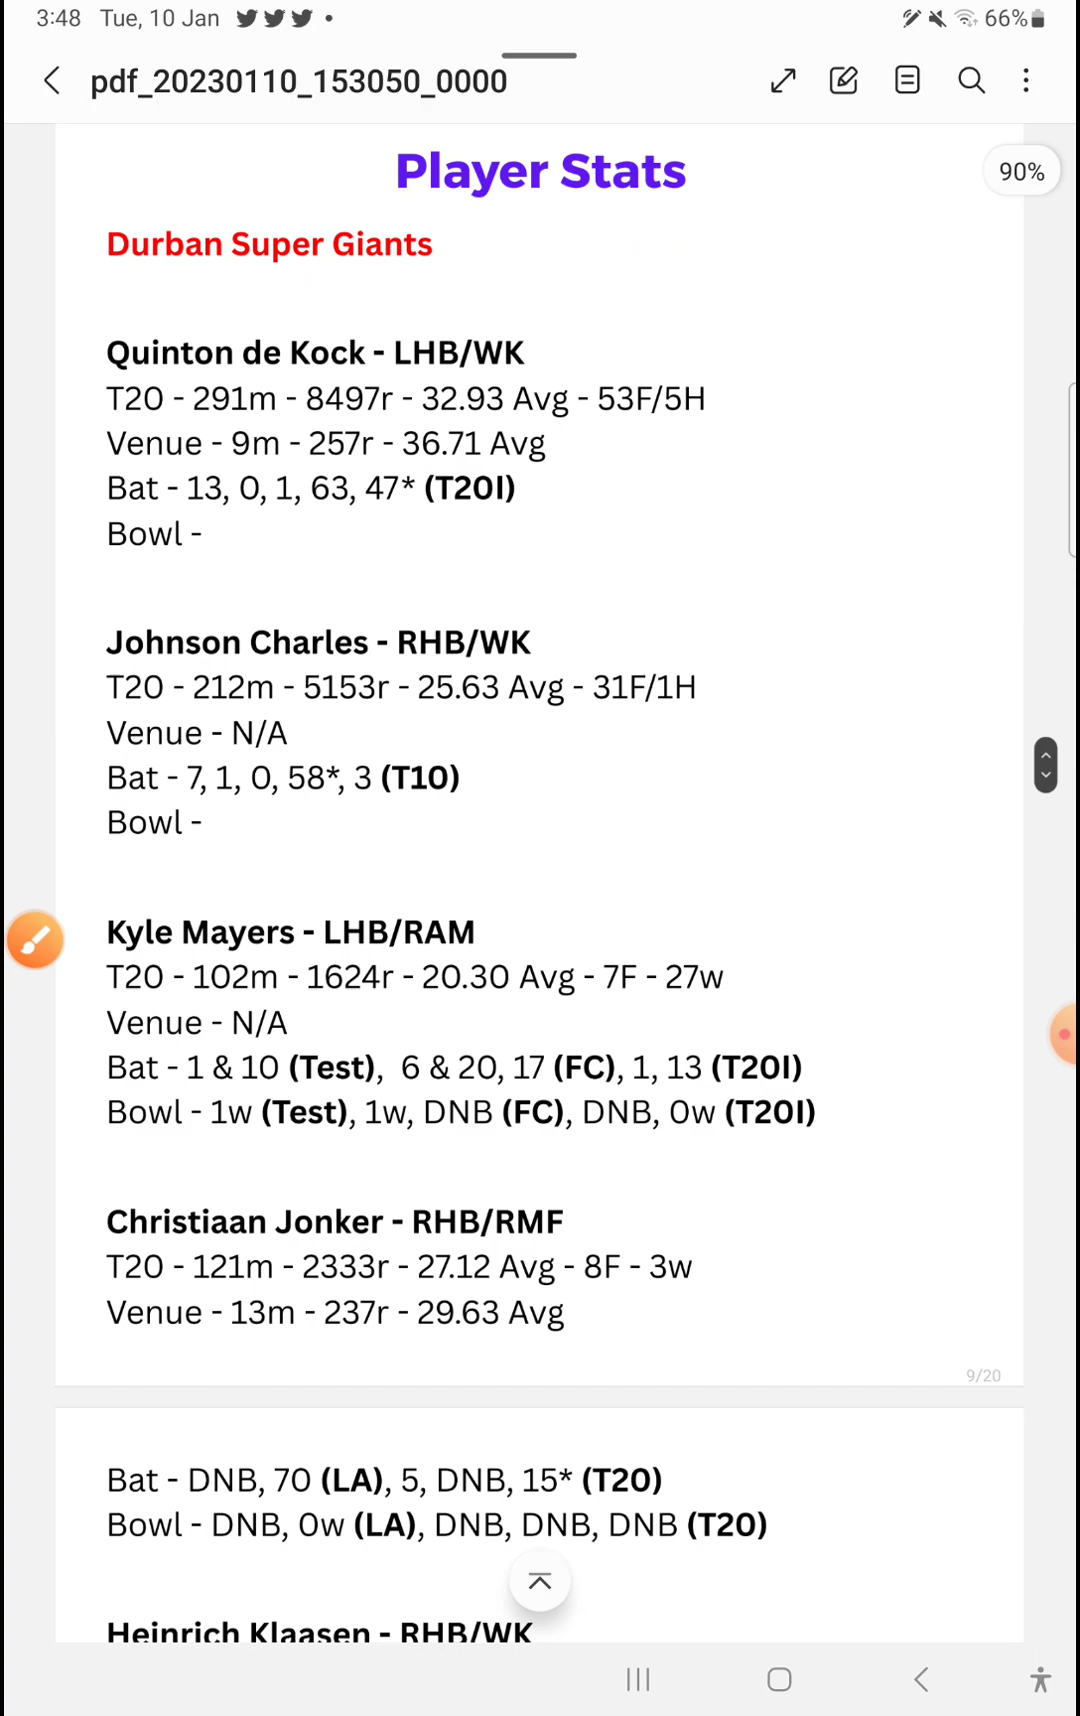 3:48 Tue, 10 Jan 66%
pdf_20230110_153050_0000
Player Stats
90%
Durban Super Giants
Quinton de Kock - LHB/WK
T20 - 291m - 8497r - 32.93 Avg - 53F/5H
Venue - 9m - 257r - 36.71 Avg
Bat - 13, 0, 1, 63, 47* (T20I)
Bowl -
Johnson Charles - RHB/WK
T20 - 212m - 5153r - 25.63 Avg - 31F/1H
Venue - N/A
Bat - 7, 1, 0, 58*, 3 (T10)
Bowl -
Kyle Mayers - LHB/RAM
T20 - 102m - 1624r - 20.30 Avg - 7F - 27w
Venue - N/A
Bat - 1 & 10 (Test), 6 & 20, 17 (FC), 1, 13 (T20I)
Bowl - 1w (Test), 1w, DNB (FC), DNB, 0w (T20I)
Christiaan Jonker - RHB/RMF
T20 - 121m - 2333r - 27.12 Avg - 8F - 3w
Venue - 13m - 237r - 29.63 Avg
9/20
Bat - DNB, 70 (LA), 5, DNB, 15* (T20)
Bowl - DNB, 0w (LA), DNB, DNB, DNB (T20)
Heinrich Klaasen - RHB/WK